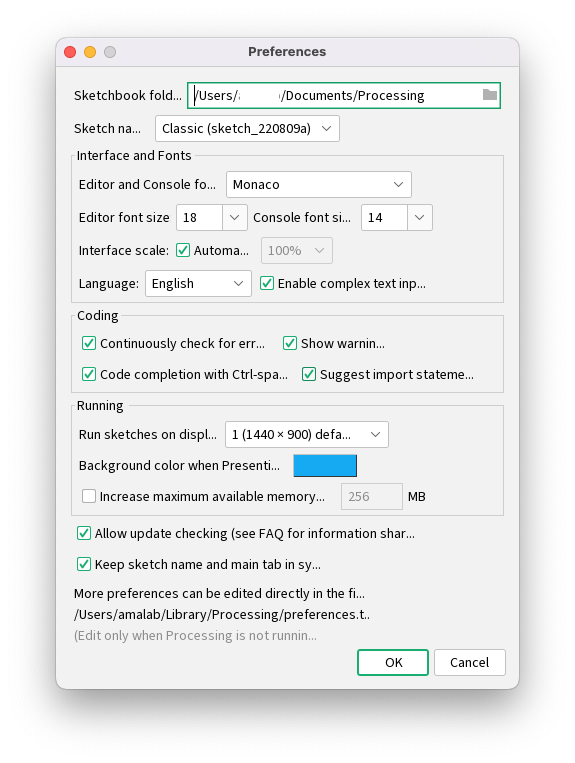 Preferences
Sketchbook fold... /Users/a /Documents/Processing
Sketch na... Classic (sketch_220809a)
Interface and Fonts
Editor and Console fo... Monaco
Editor font size 18 Console font si... 14
Interface scale: Automa... 100%
Language: English Enable complex text inp...
Coding
Continuously check for err... Show warnin...
Code completion with Ctrl-spa... Suggest import stateme...
Running
Run sketches on displ... 1 (1440 × 900) defa...
Background color when Presenti...
Increase maximum available memory... 256 MB
Allow update checking (see FAQ for information shar...
Keep sketch name and main tab in sy...
More preferences can be edited directly in the fi...
/Users/amalab/Library/Processing/preferences.t..
(Edit only when Processing is not runnin...
OK Cancel